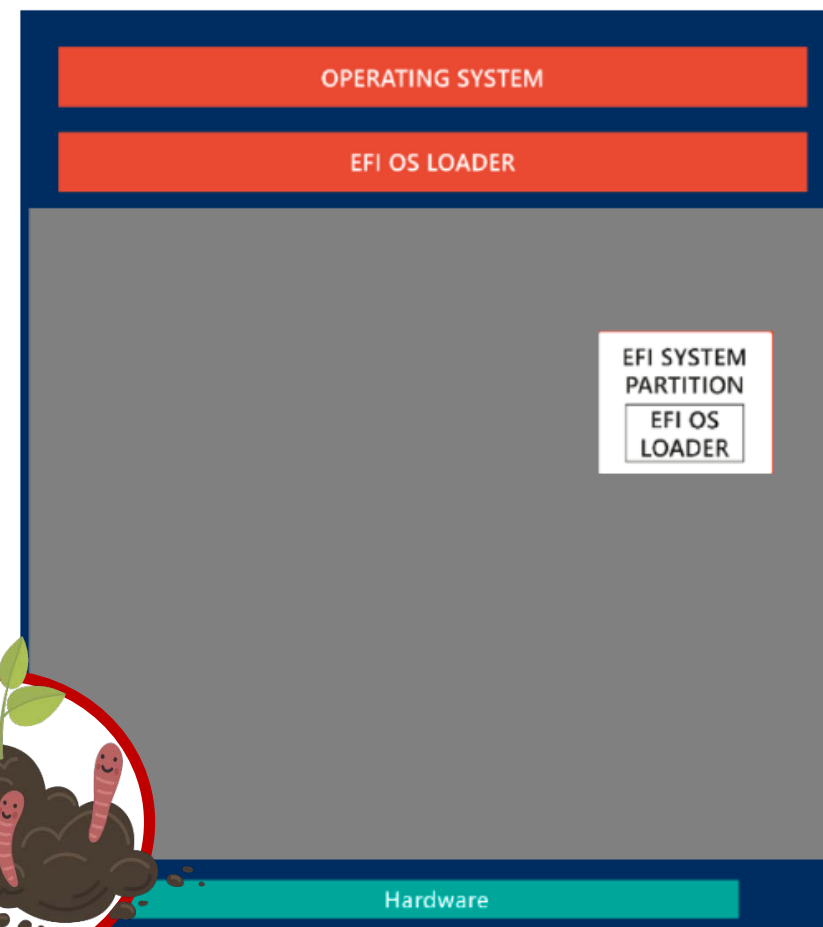 OPERATING SYSTEM
EFI OS LOADER
EFI SYSTEM
PARTITION
EFI OS
LOADER
Hardware